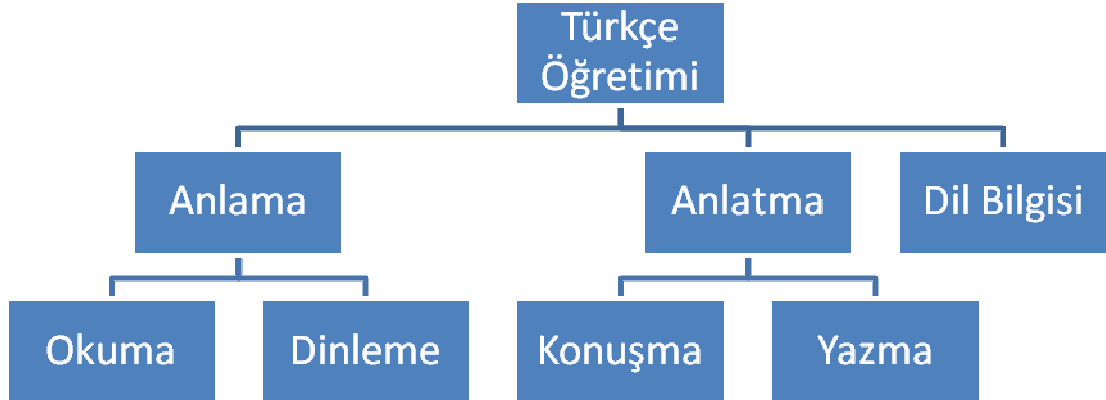 Türkçe
Öğretimi
Anlama
Anlatma
Dil Bilgisi
Okuma
Dinleme
Konuşma
Yazma